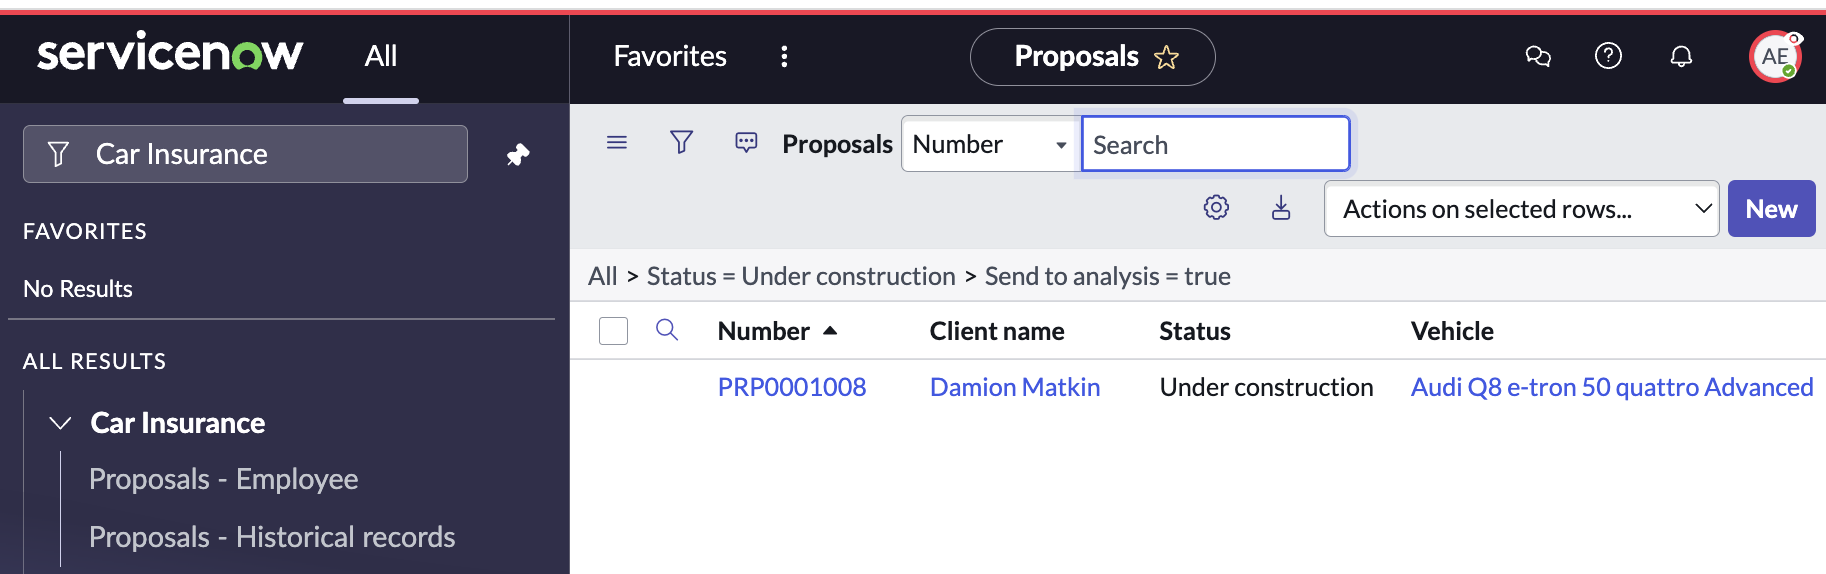 servicenow All Favorites Proposals AE
Car Insurance
Proposals Number Search
Actions on selected rows... New
FAVORITES
No Results
All > Status = Under construction > Send to analysis = true
Number Client name Status Vehicle
ALL RESULTS
PRP0001008 Damion Matkin Under construction Audi Q8 e-tron 50 quattro Advanced
Car Insurance
Proposals - Employee
Proposals - Historical records